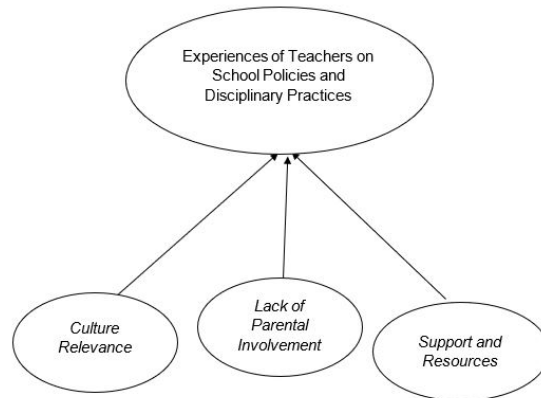 Experiences of Teachers on
School Policies and
Disciplinary Practices
Culture
Relevance
Lack of
Parental
Involvement
Support and
Resources